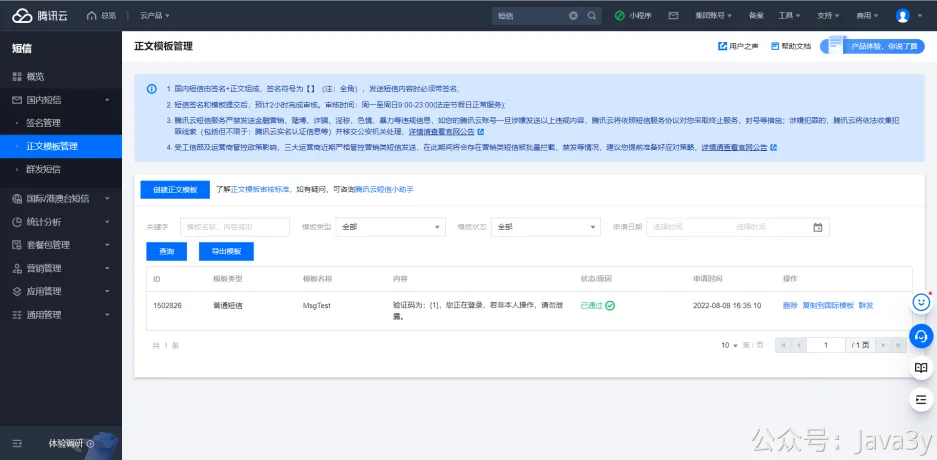 腾讯云
总览
云产品
短信
小程序
集团账号
备案
工具
支持
费用
短信
概览
国内短信
签名管理
正文模板管理
群发短信
国际/港澳台短信
统计分析
套餐包管理
营销管理
应用管理
通用管理
体验调研
正文模板管理
用户之声
帮助文档
产品体验，你说了算
1. 国内短信由签名+正文组成，签名符号为【】（注：全角），发送短信内容时必须带签名;
2. 短信签名和模板提交后，预计2小时完成审核。审核时间：周一至周日9:00-23:00(法定节假日正常服务);
3. 腾讯云短信服务严禁发送金融营销、赌博、诈骗、淫秽、色情、暴力等违规信息，如您的腾讯云账号一旦涉嫌发送以上违规内容，腾讯云将依照短信服务协议对您采取终止服务，封号等措施；涉嫌犯罪的，腾讯云将依法收集犯
罪线索（包括但不限于：腾讯云实名认证信息等）并移交公安机关处理，详情请查看官网公告
4. 受工信部及运营商管控政策影响，三大运营商近期严格管控营销类短信发送，在此期间将会存在营销类短信被批量拦截，禁发等情况，建议您提前准备好应对策略，详情请查看官网公告
创建正文模板
了解正文模板审核标准，如有疑问，可咨询腾讯云短信小助手
关键字
模板名称、内容或ID
模板类型
全部
模板状态
全部
申请日期
选择时间
选择时间
查询
导出模板
ID 模板类型 模板名称 内容 状态/原因 申请时间 操作
1502826 普通短信 MsgTest 验证码为：{1}，您正在登录，若非本人操作，请勿泄 已通过 2022-08-08 16:35:10 删除 复制到国际模板 群发
露。
共 1 条
10 条 / 页
1
/ 1 页
公众号：Java3y